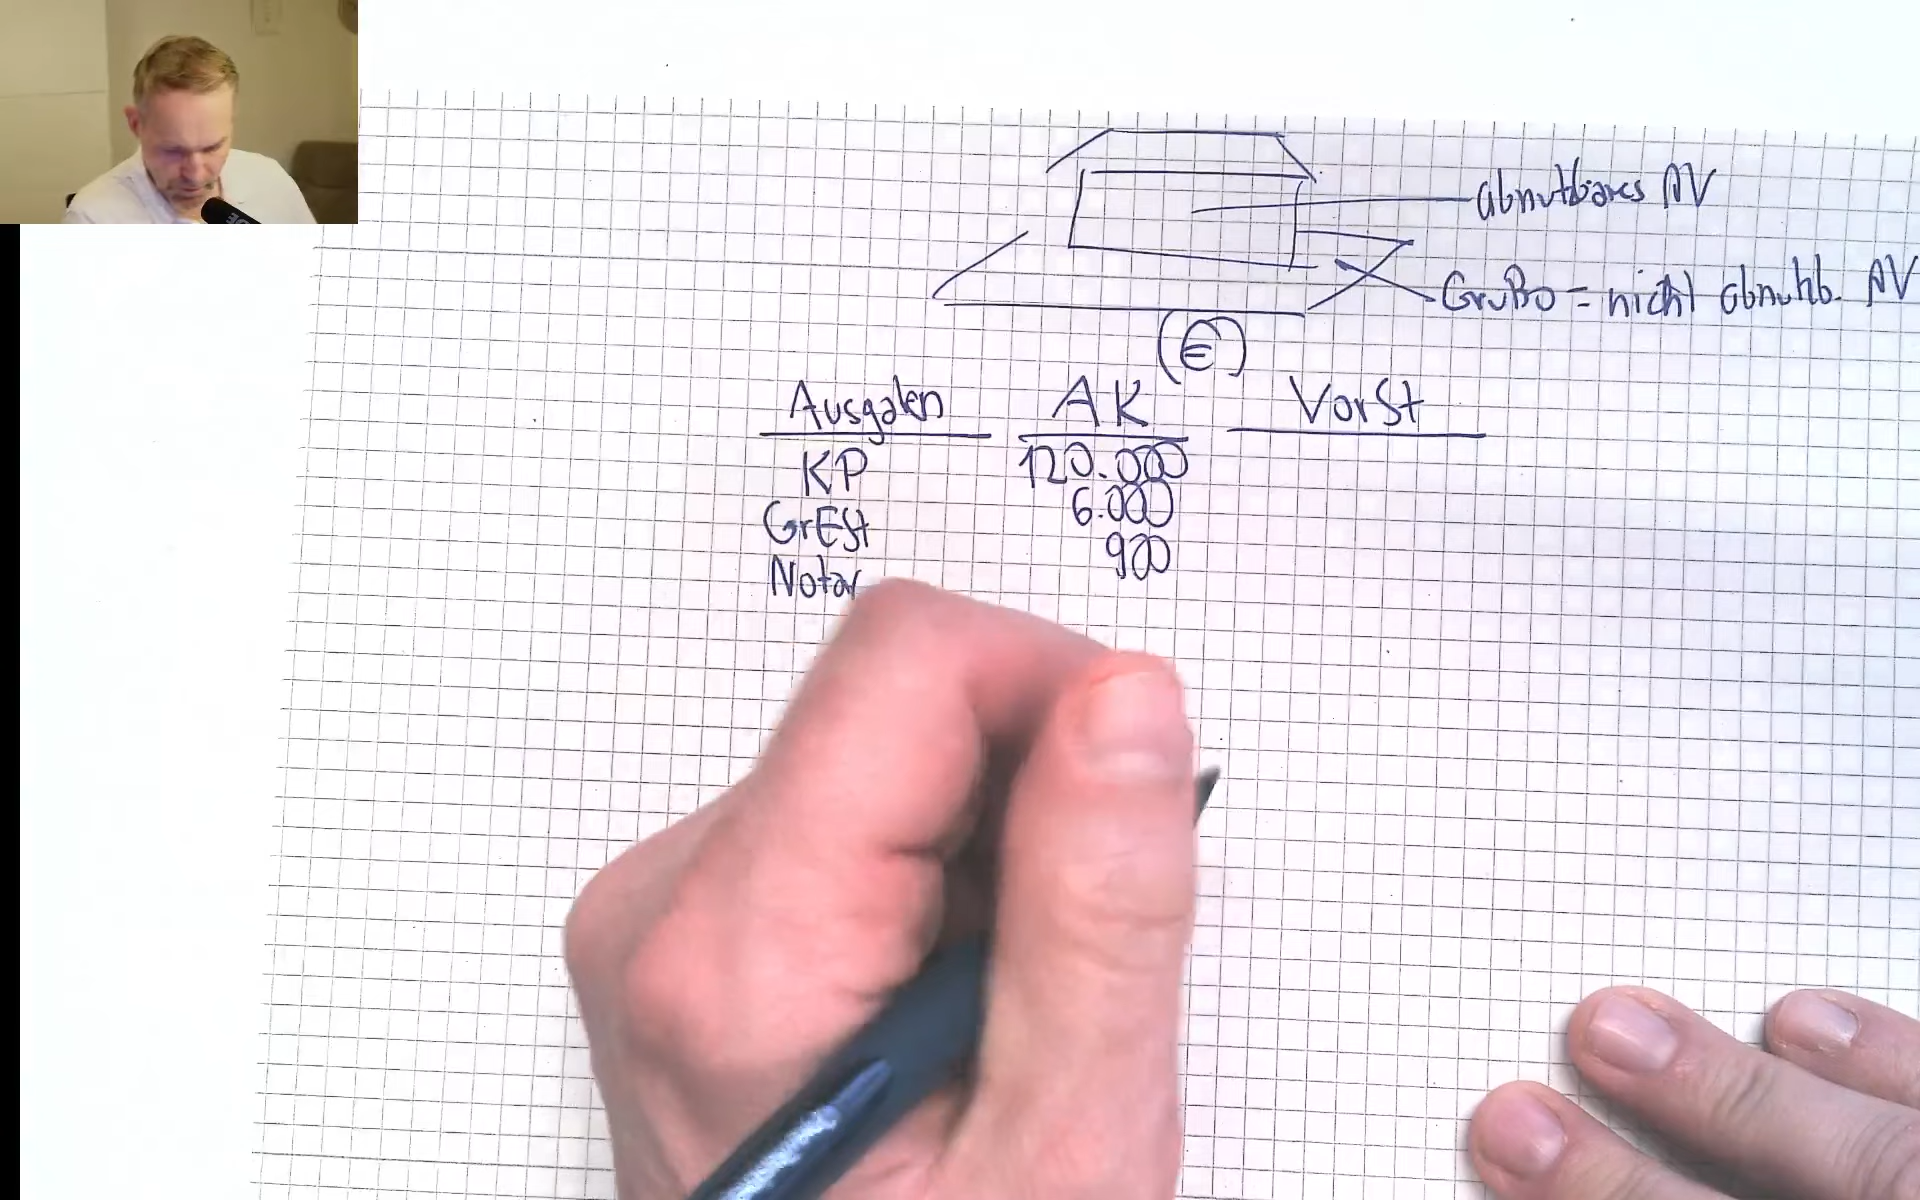 abnutzbares AV
GruBo = nicht abnutzb. AV
(€)
Ausgaben AK VorSt
KP 120.000
GrESt 6.000
Notar 900